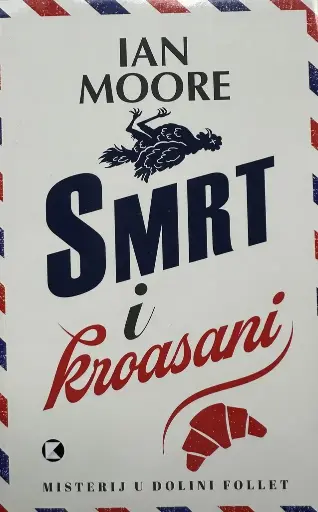 IAN
MOORE
SMRT
i
kroasani
MISTERIJ U DOLINI FOLLET